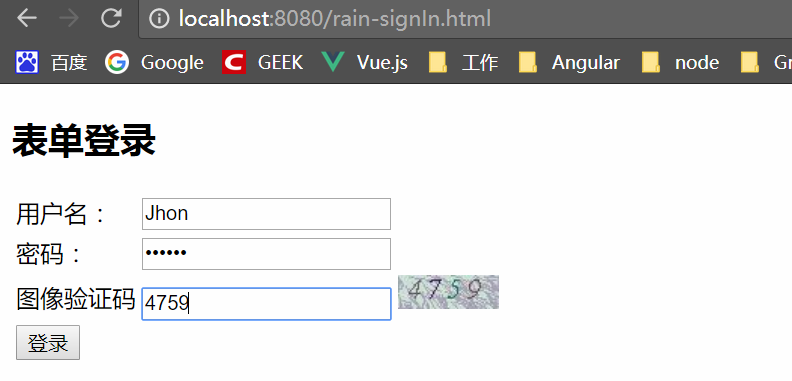 localhost:8080/rain-signIn.html
百度 Google GEEK Vue.js 工作 Angular node Gr
表单登录
用户名： Jhon
密码： ••••••
图像验证码 4759 4759
登录